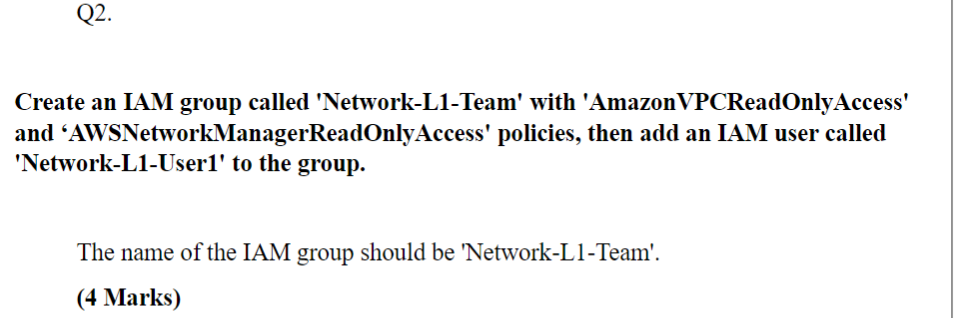 Q2.
Create an IAM group called 'Network-L1-Team' with 'AmazonVPCReadOnlyAccess'
and ‘AWSNetworkManagerReadOnlyAccess' policies, then add an IAM user called
'Network-L1-User1' to the group.
The name of the IAM group should be 'Network-L1-Team'.
(4 Marks)